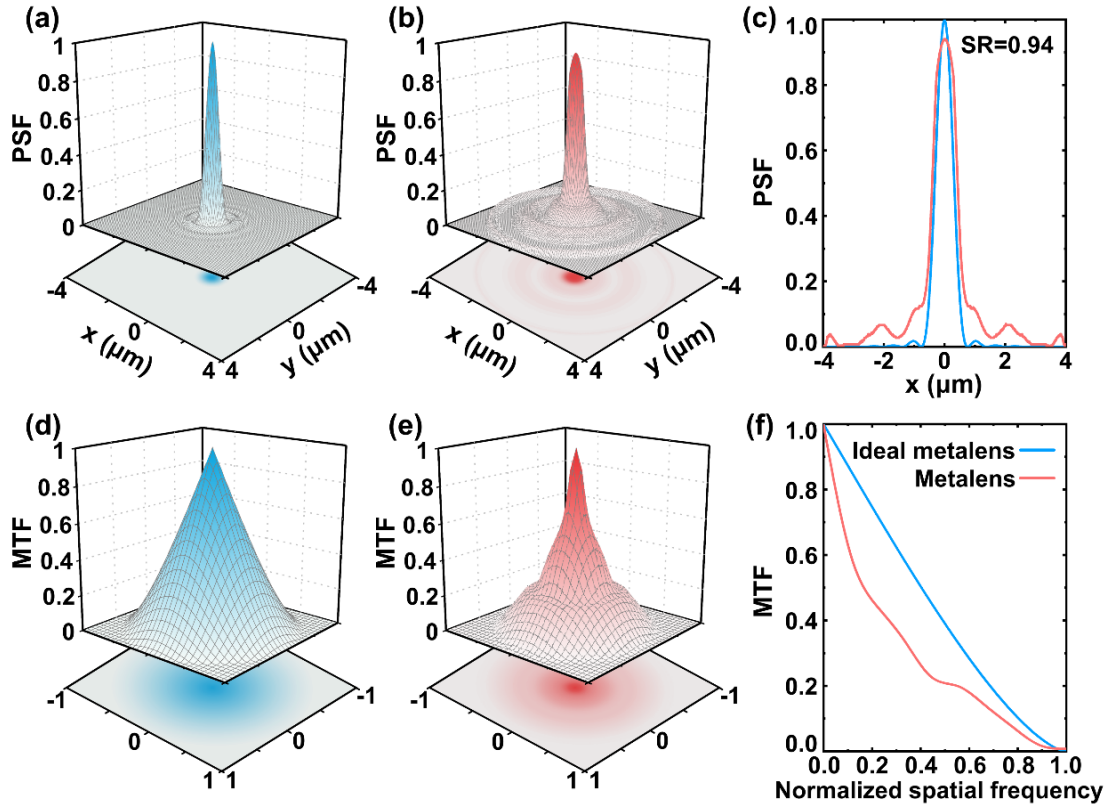 (a)
PSF
1
0.8
0.6
0.4
0.2
0
-4
0
4
x (μm)
4
0
-4
y (μm)
(b)
PSF
1
0.8
0.6
0.4
0.2
0
-4
0
4
x (μm)
4
0
-4
y (μm)
(c)
SR=0.94
PSF
1.0
0.8
0.6
0.4
0.2
0.0
-4 -2 0 2 4
x (μm)
(d)
MTF
1
0.8
0.6
0.4
0.2
0
-1
0
1
1
0
-1
(e)
MTF
1
0.8
0.6
0.4
0.2
0
-1
0
1
1
0
-1
(f)
Ideal metalens
Metalens
MTF
1.0
0.8
0.6
0.4
0.2
0.0
0.0 0.2 0.4 0.6 0.8 1.0
Normalized spatial frequency